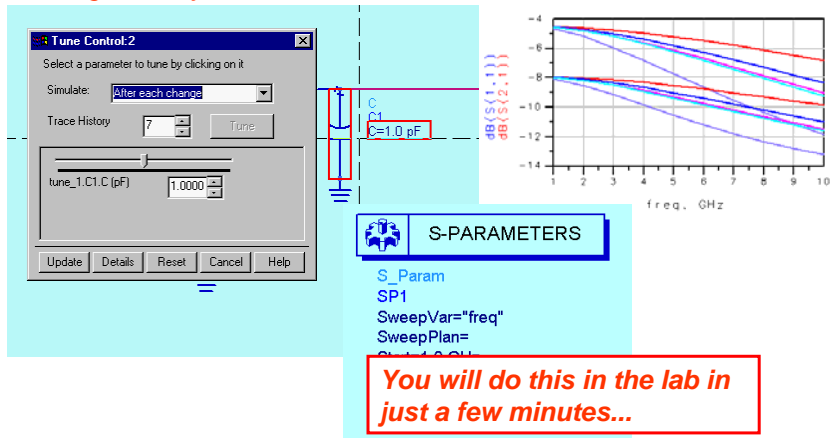 Tune Control:2
Select a parameter to tune by clicking on it
Simulate: After each change
Trace History 7 Tune
tune_1.C1.C (pF) 1.0000
Update Details Reset Cancel Help
C
C1
C=1.0 pF
dB(S(1,1))
dB(S(2,1))
-4
-6
-8
-10
-12
-14
1 2 3 4 5 6 7 8 9 10
freq, GHz
S-PARAMETERS
S_Param
SP1
SweepVar="freq"
SweepPlan=
You will do this in the lab in
just a few minutes...